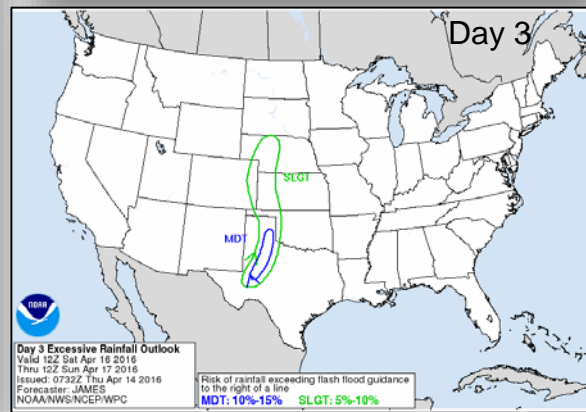 Day 3
SLGT
MDT
NOAA
Day 3 Excessive Rainfall Outlook
Valid 12Z Sat Apr 16 2016
Thru 12Z Sun Apr 17 2016
Issued: 0732Z Thu Apr 14 2016
Forecaster: JAMES
NOAA/NWS/NCEP/WPC
Risk of rainfall exceeding flash flood guidance
to the right of a line
MDT: 10%-15% SLGT: 5%-10%